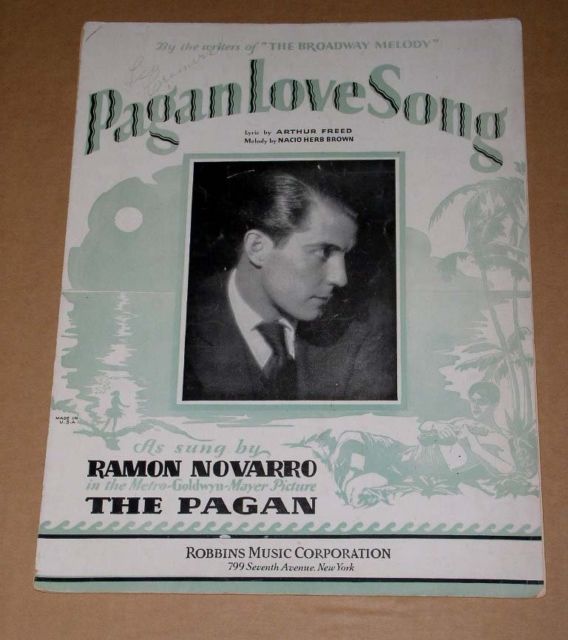 By the writers of "THE BROADWAY MELODY"
Pagan Love Song
Lyric by ARTHUR FREED
Melody by NACIO HERB BROWN
MADE IN
U.S.A.
As sung by
RAMON NOVARRO
in the Metro-Goldwyn-Mayer Picture
THE PAGAN
ROBBINS MUSIC CORPORATION
799 Seventh Avenue. New York